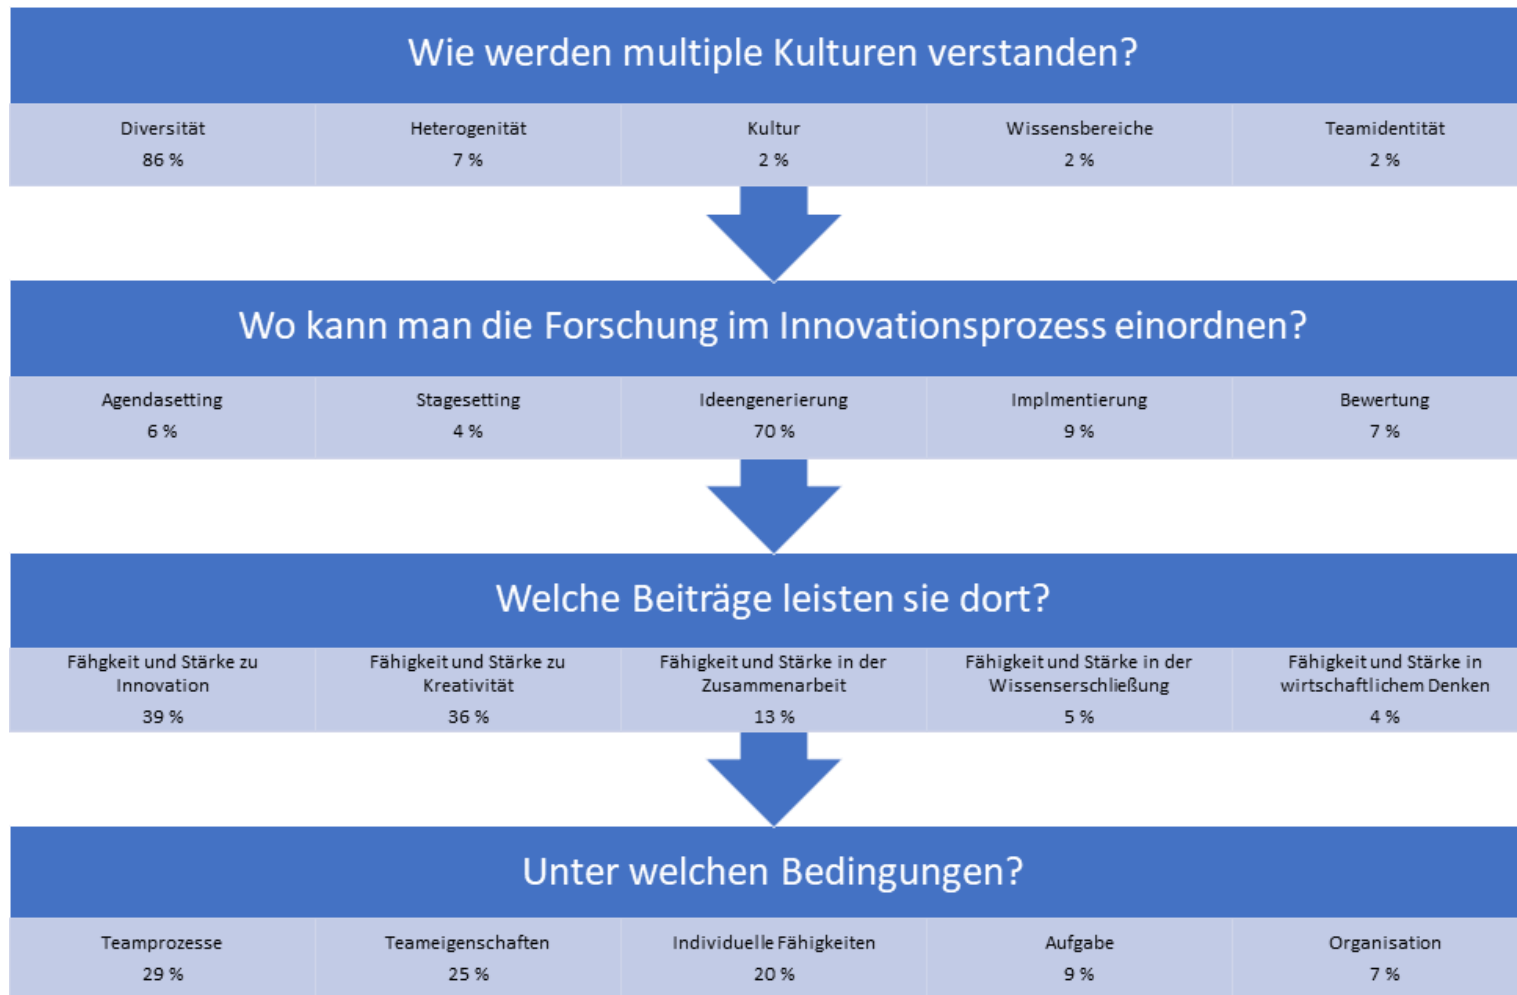 Wie werden multiple Kulturen verstanden?
Diversität
86 %
Heterogenität
7 %
Kultur
2 %
Wissensbereiche
2 %
Teamidentität
2 %
Wo kann man die Forschung im Innovationsprozess einordnen?
Agendasetting
6 %
Stagesetting
4 %
Ideengenerierung
70 %
Implmentierung
9 %
Bewertung
7 %
Welche Beiträge leisten sie dort?
Fähgkeit und Stärke zu
Innovation
39 %
Fähigkeit und Stärke zu
Kreativität
36 %
Fähigkeit und Stärke in der
Zusammenarbeit
13 %
Fähigkeit und Stärke in der
Wissenserschließung
5 %
Fähigkeit und Stärke in
wirtschaftlichem Denken
4 %
Unter welchen Bedingungen?
Teamprozesse
29 %
Teameigenschaften
25 %
Individuelle Fähigkeiten
20 %
Aufgabe
9 %
Organisation
7 %